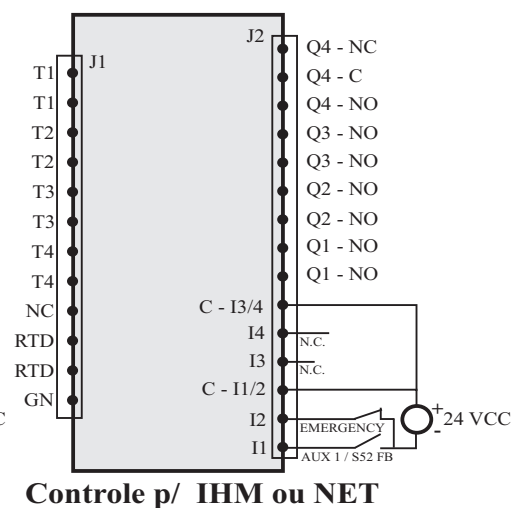 J1
T1
T1
T2
T2
T3
T3
T4
T4
NC
RTD
RTD
GN
C
J2
Q4 - NC
Q4 - C
Q4 - NO
Q3 - NO
Q3 - NO
Q2 - NO
Q2 - NO
Q1 - NO
Q1 - NO
C - I3/4
I4
N.C.
I3
N.C.
C - I1/2
I2
EMERGENCY
I1
AUX 1 / S52 FB
+
-
24 VCC
Controle p/ IHM ou NET